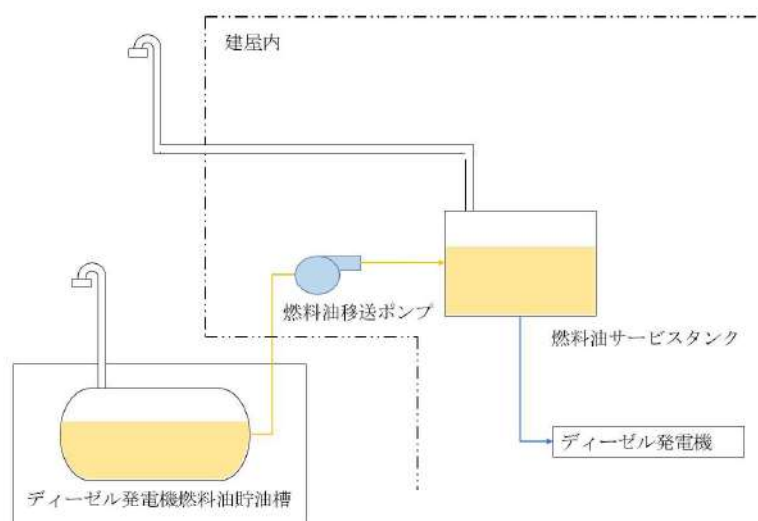 建屋内
燃料油移送ポンプ
燃料油サービスタンク
ディーゼル発電機
ディーゼル発電機燃料油貯油槽